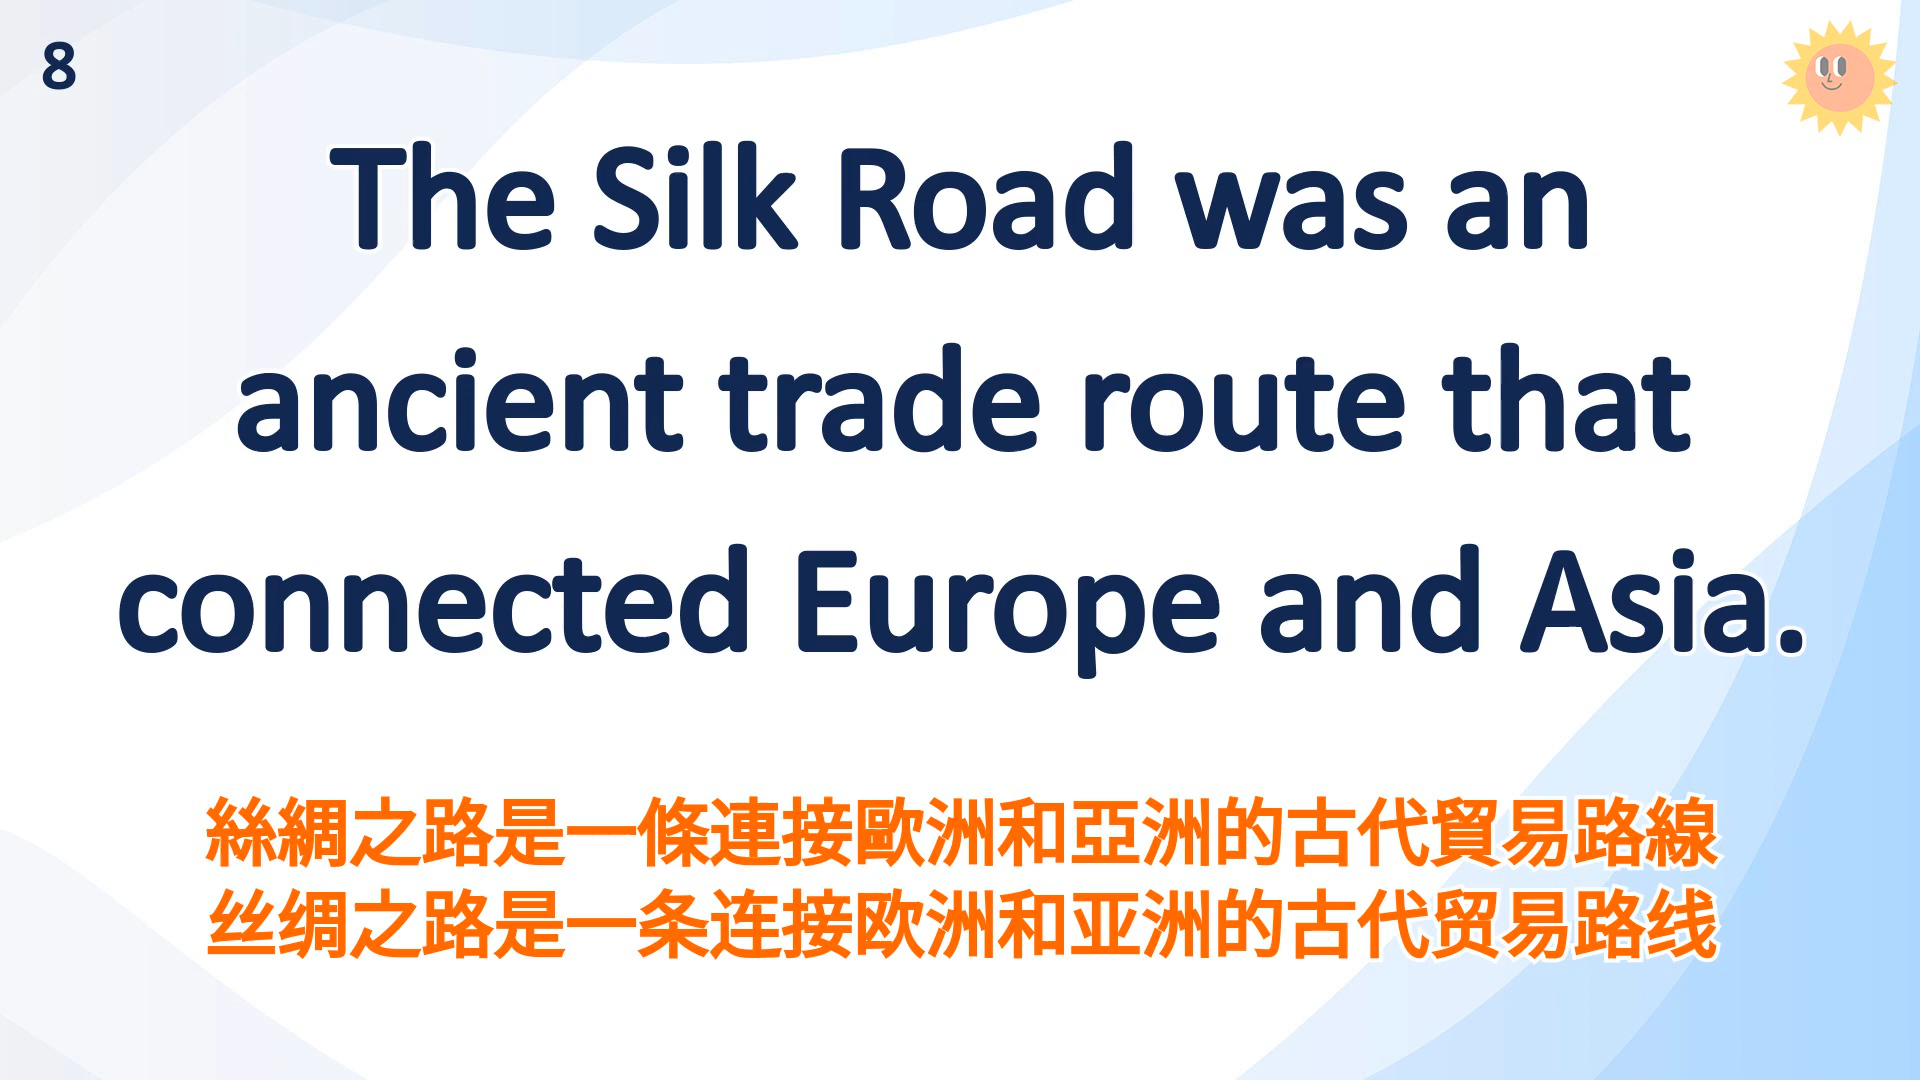 8
The Silk Road was an
ancient trade route that
connected Europe and Asia.
絲綢之路是一條連接歐洲和亞洲的古代貿易路線
丝绸之路是一条连接欧洲和亚洲的古代贸易路线